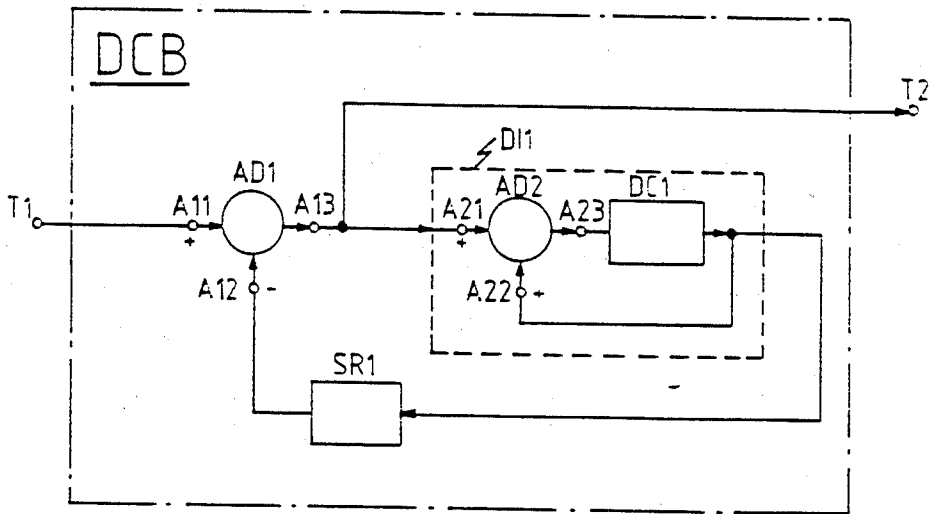 DCB
T2
DI1
AD1
AD2
DC1
T1
A11
A13
A21
A23
+
+
A12
-
A22
+
SR1